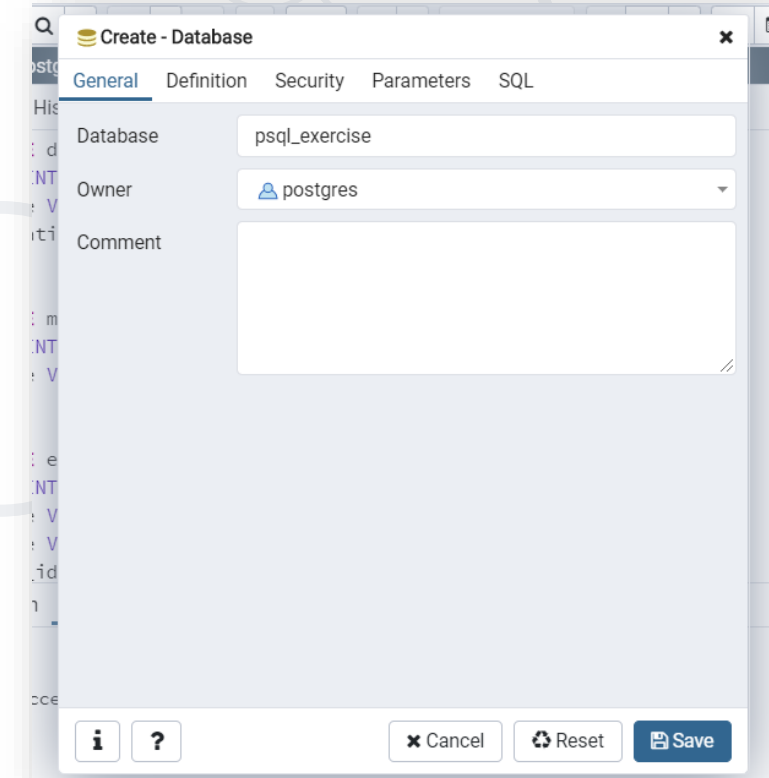 Create - Database
General Definition Security Parameters SQL
Database psql_exercise
Owner postgres
Comment
i ? Cancel Reset Save